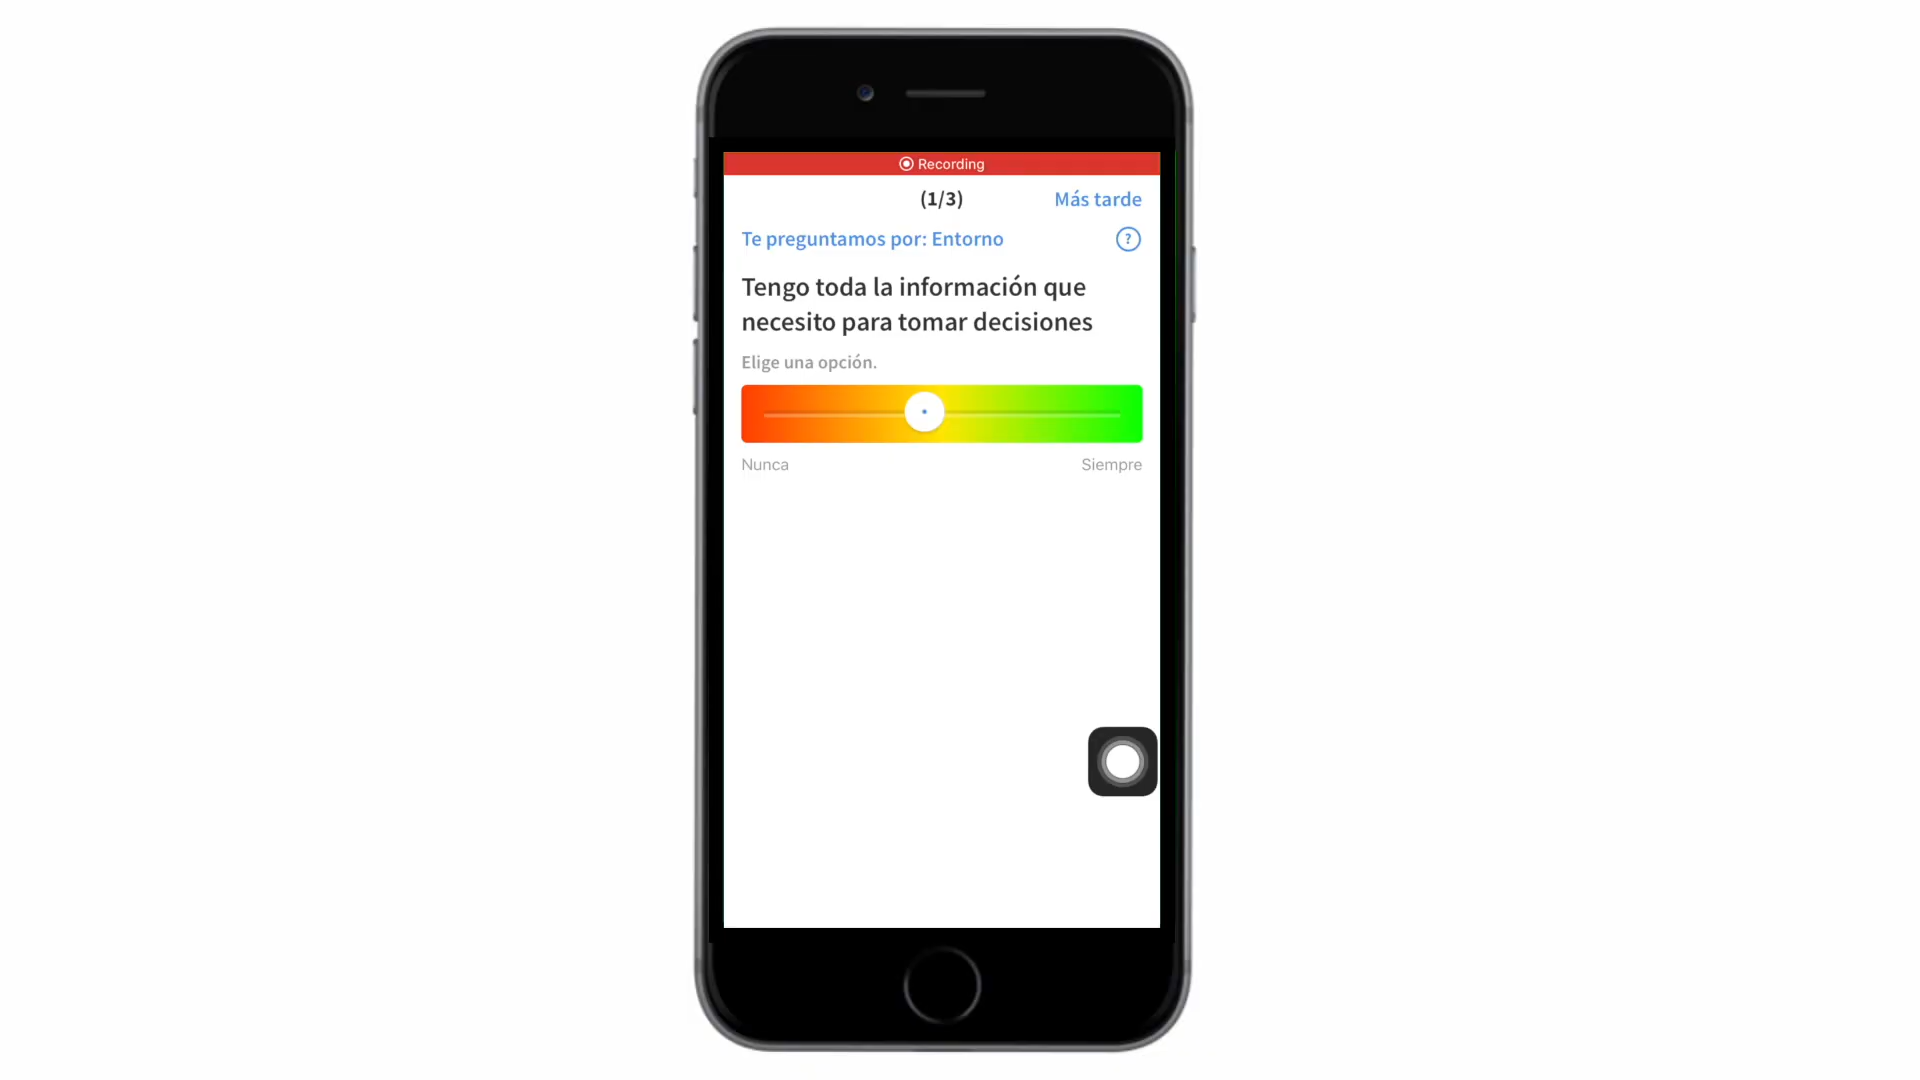 Recording
(1/3)
Más tarde
Te preguntamos por: Entorno
?
Tengo toda la información que
necesito para tomar decisiones
Elige una opción.
Nunca
Siempre